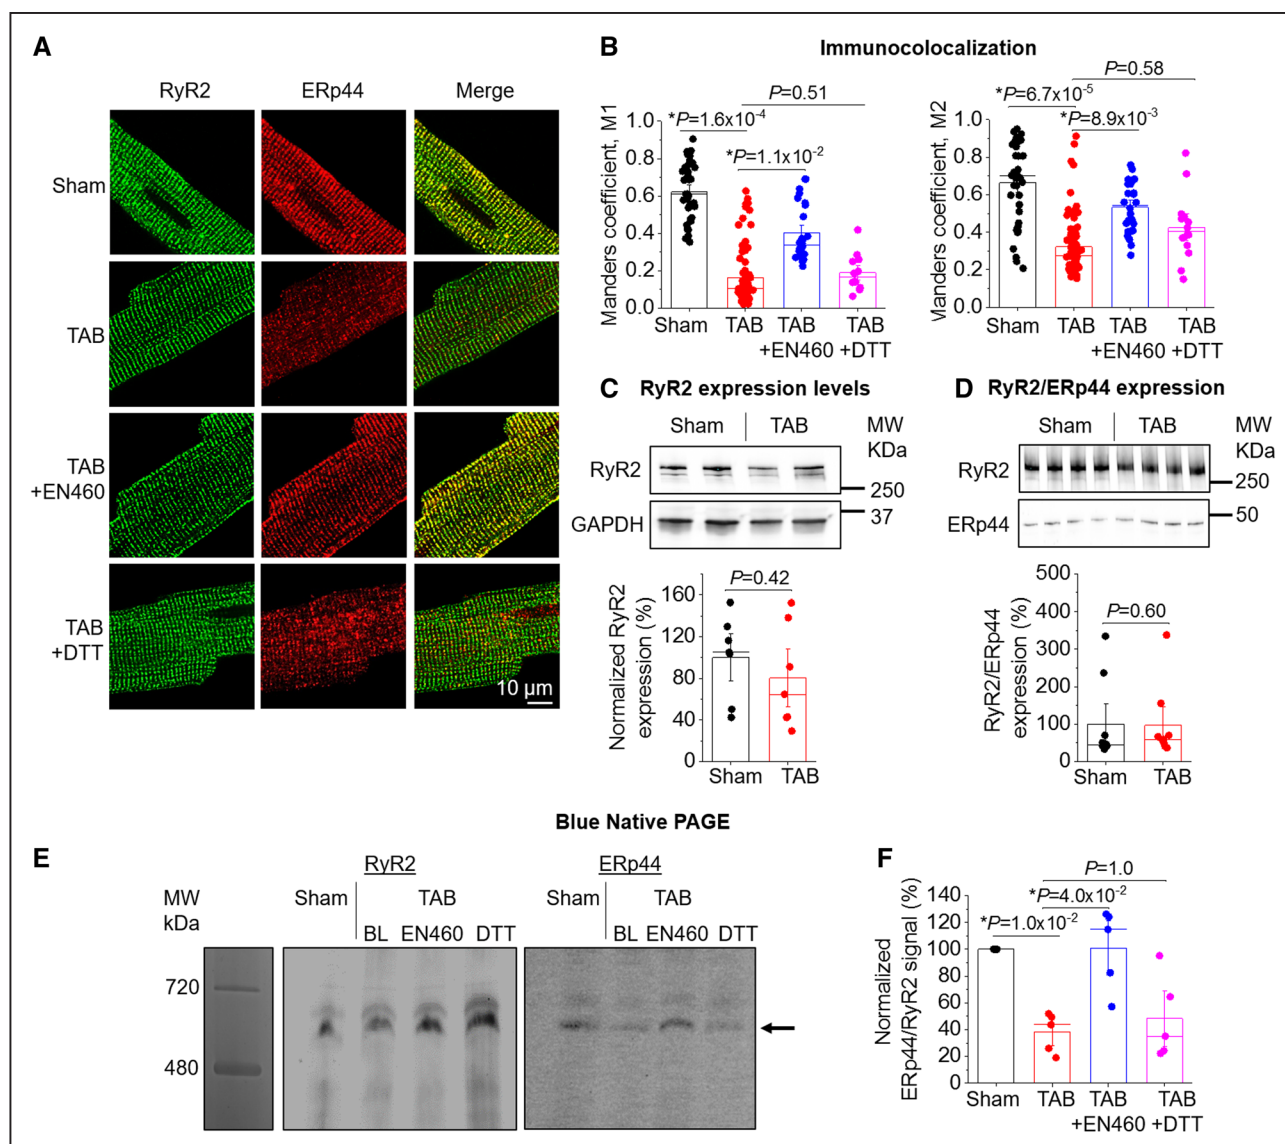 A
RyR2 ERp44 Merge
Sham
TAB
TAB
+EN460
TAB
+DTT
10 µm
B
Immunocolocalization
P=0.51
*P=1.6x10-4
*P=1.1x10-2
Manders coefficient, M1
1.0
0.8
0.6
0.4
0.2
0.0
Sham TAB TAB TAB
+EN460 +DTT
P=0.58
*P=6.7x10-5
*P=8.9x10-3
Manders coefficient, M2
1.0
0.8
0.6
0.4
0.2
0.0
Sham TAB TAB TAB
+EN460 +DTT
C RyR2 expression levels
Sham TAB MW
KDa
RyR2
250
GAPDH
37
P=0.42
Normalized RyR2
expression (%)
160
120
80
40
0
Sham TAB
D RyR2/ERp44 expression
Sham TAB MW
KDa
RyR2
250
ERp44
50
P=0.60
RyR2/ERp44
expression (%)
500
400
300
200
100
0
Sham TAB
Blue Native PAGE
E
RyR2 ERp44
MW
kDa
Sham TAB Sham TAB
BL EN460 DTT BL EN460 DTT
720
480
F
P=1.0
*P=4.0x10-2
*P=1.0x10-2
Normalized
ERp44/RyR2 signal (%)
140
120
100
80
60
40
20
0
Sham TAB TAB TAB
+EN460 +DTT